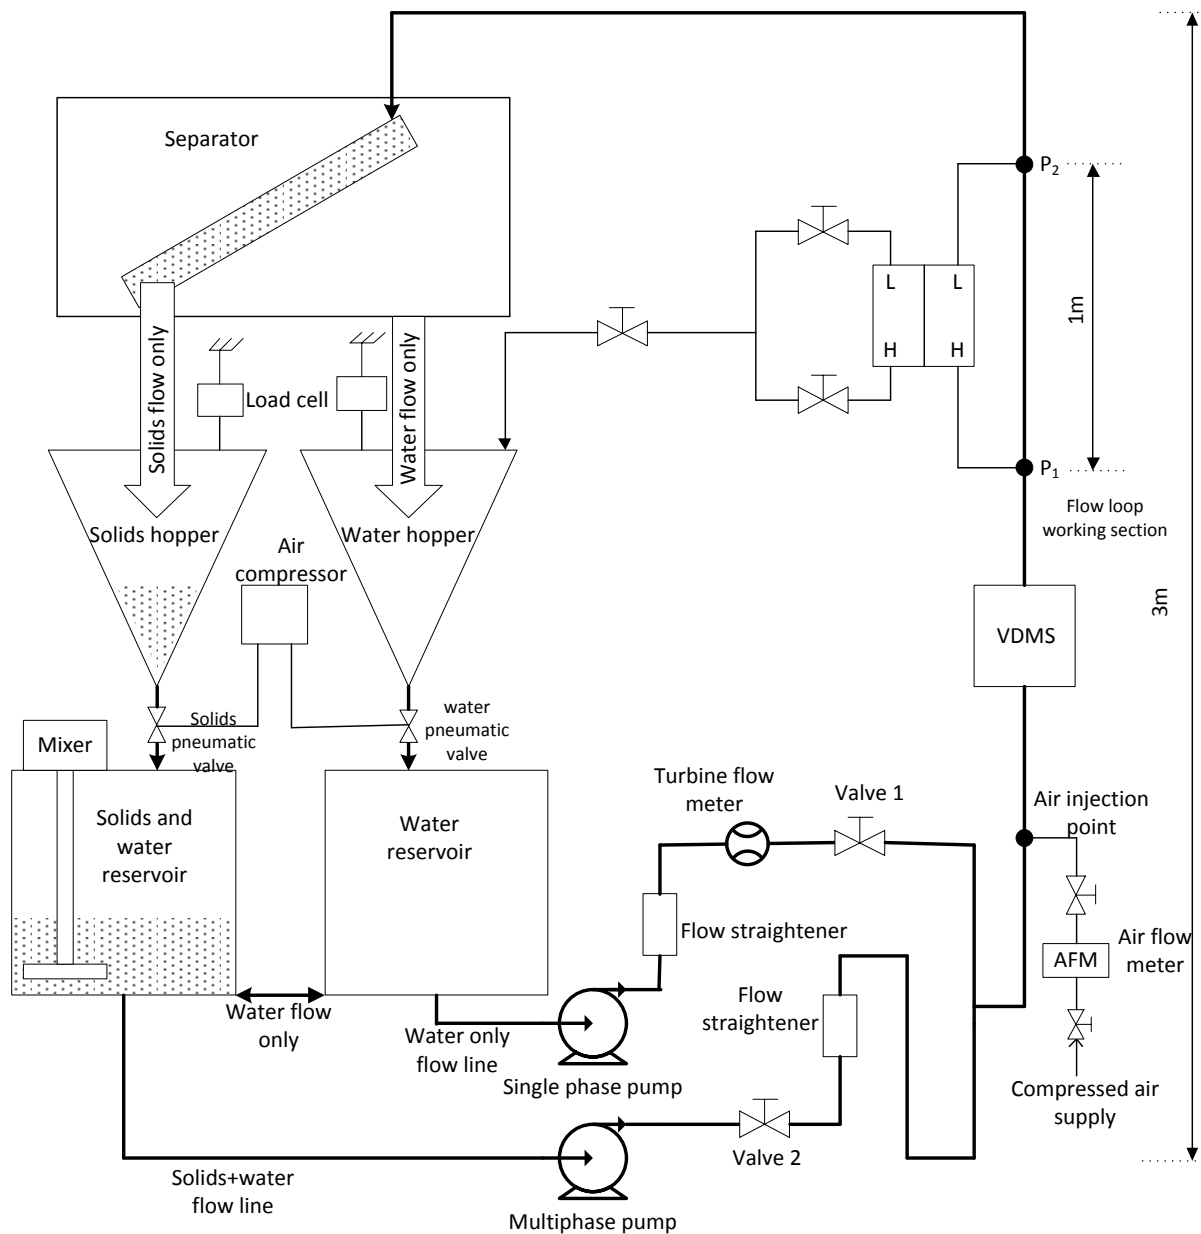 Separator
P₂
L
L
H
H
1m
P₁
Solids flow only
Load cell
Water flow only
Flow loop
working section
3m
Solids hopper
Water hopper
Air
compressor
VDMS
Solids
pneumatic
valve
water
pneumatic
valve
Mixer
Turbine flow
meter
Valve 1
Air injection
point
Solids and
water
reservoir
Water
reservoir
Flow straightener
AFM
Air flow
meter
Water flow
only
Water only
flow line
Flow
straightener
Single phase pump
Compressed air
supply
Valve 2
Solids+water
flow line
Multiphase pump